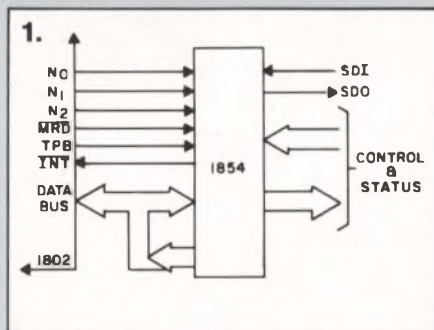 1.
N0
N1
N2
MRD
TPB
INT
DATA
BUS
1802
1854
SDI
SDO
CONTROL
&
STATUS